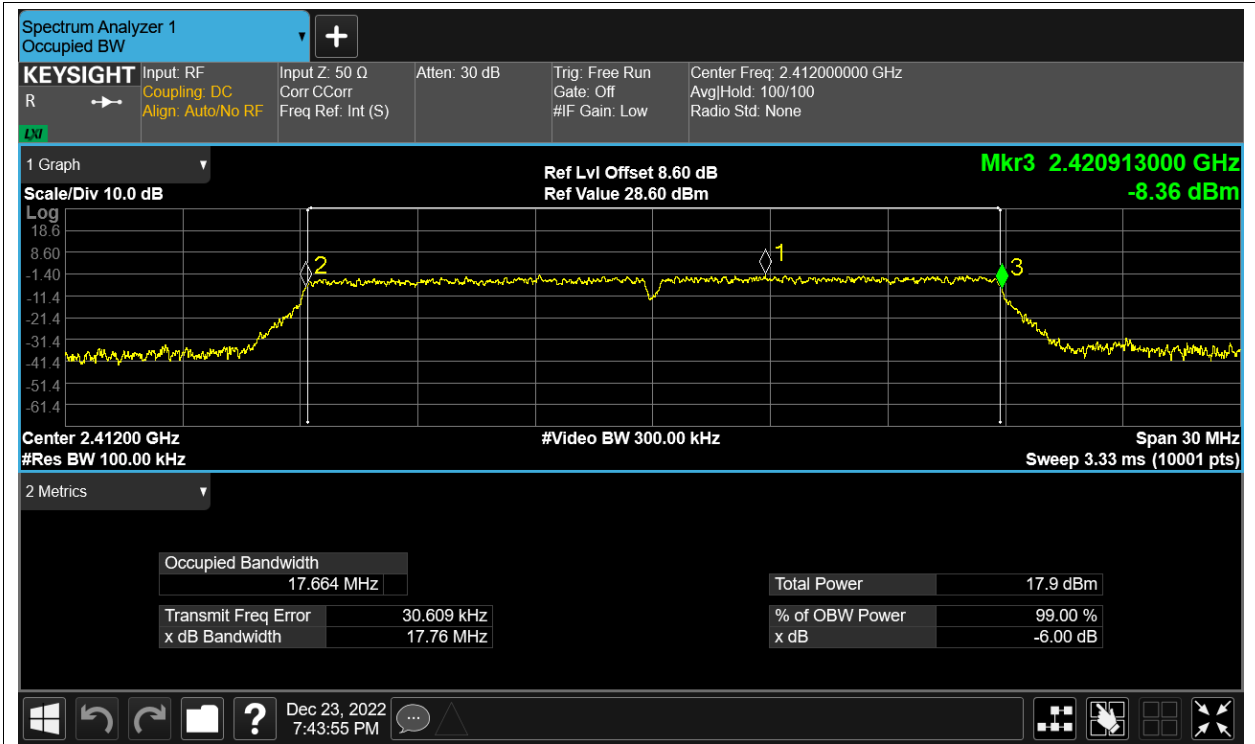 Spectrum Analyzer 1
Occupied BW
KEYSIGHT
R
LXI
Input: RF
Coupling: DC
Align: Auto/No RF
Input Z: 50 Ω
Corr CCorr
Freq Ref: Int (S)
Atten: 30 dB
Trig: Free Run
Gate: Off
#IF Gain: Low
Center Freq: 2.412000000 GHz
Avg|Hold: 100/100
Radio Std: None
1 Graph
Scale/Div 10.0 dB
Ref Lvl Offset 8.60 dB
Ref Value 28.60 dBm
Mkr3 2.420913000 GHz
-8.36 dBm
Log
18.6
8.60
-1.40
-11.4
-21.4
-31.4
-41.4
-51.4
-61.4
2
1
3
Center 2.41200 GHz
#Res BW 100.00 kHz
#Video BW 300.00 kHz
Span 30 MHz
Sweep 3.33 ms (10001 pts)
2 Metrics
Occupied Bandwidth
17.664 MHz
Transmit Freq Error 30.609 kHz
x dB Bandwidth 17.76 MHz
Total Power 17.9 dBm
% of OBW Power 99.00 %
x dB -6.00 dB
?
Dec 23, 2022
7:43:55 PM